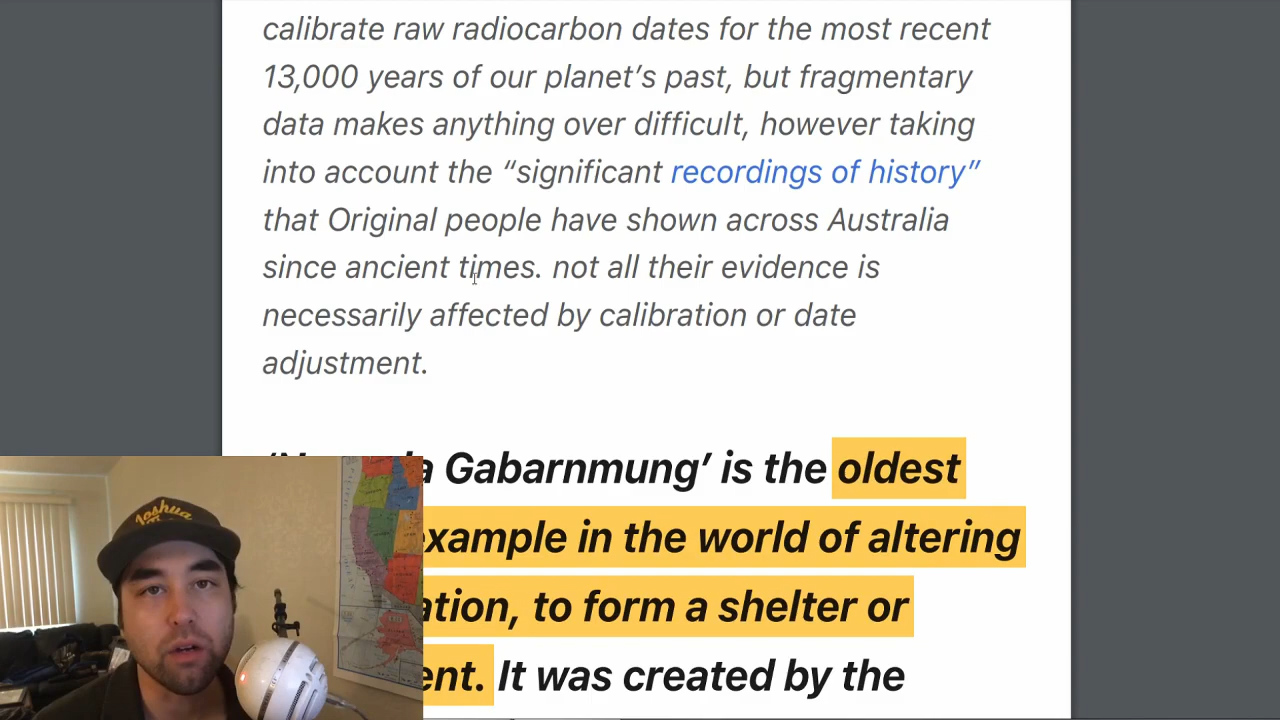 calibrate raw radiocarbon dates for the most recent
13,000 years of our planet’s past, but fragmentary
data makes anything over difficult, however taking
into account the “significant recordings of history”
that Original people have shown across Australia
since ancient times. not all their evidence is
necessarily affected by calibration or date
adjustment.
Gabarnmung’ is the oldest
example in the world of altering
to form a shelter or
It was created by the
Joshua